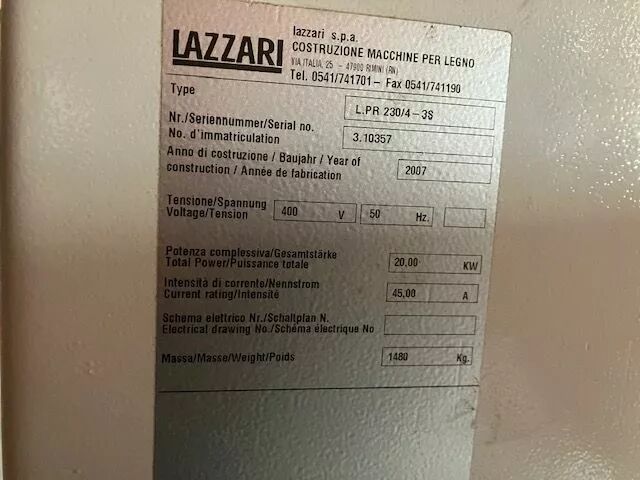 LAZZARI
lazzari s.p.a.
COSTRUZIONE MACCHINE PER LEGNO
VIA ITALIA, 25 - 47900 RIMINI (RN)
Tel. 0541/741701 - Fax 0541/741190
Type
L.PR 230/4-3S
Nr./Seriennummer/Serial no.
No. d'immatriculation
3.10357
Anno di costruzione / Baujahr / Year of
construction / Année de fabrication
2007
Tensione/Spannung
Voltage/Tension
400 V
50 Hz.
Potenza complessiva/Gesamtstärke
Total Power/Puissance totale
20,00 KW
Intensità di corrente/Nennstrom
Current rating/Intensité
45,00 A
Schema elettrico Nr./Schaltplan N.
Electrical drawing No./Schéma électrique No
Massa/Masse/Weight/Poids
1480 Kg.